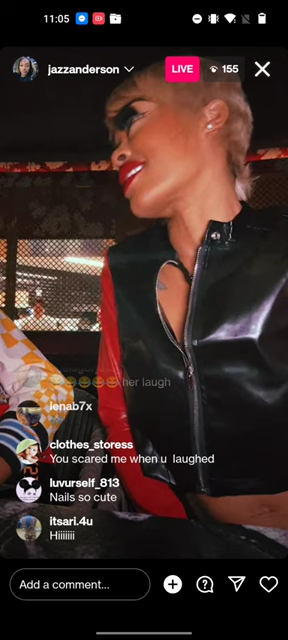 11:05
jazzanderson
LIVE
155
her laugh
lenab7x
clothes_storess
You scared me when u laughed
luvurself_813
Nails so cute
itsari.4u
Hiiiiiii
Add a comment...